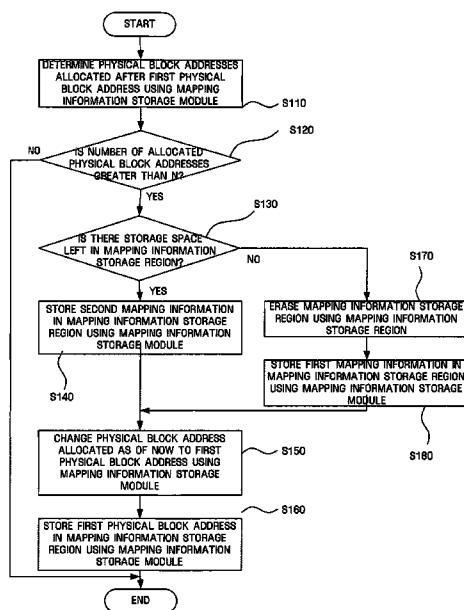 START
DETERMINE PHYSICAL BLOCK ADDRESSES
ALLOCATED AFTER FIRST PHYSICAL
BLOCK ADDRESS USING MAPPING
INFORMATION STORAGE MODULE
S110
S120
NO
IS NUMBER OF ALLOCATED
PHYSICAL BLOCK ADDRESSES
GREATER THAN N?
YES
S130
IS THERE STORAGE SPACE
LEFT IN MAPPING INFORMATION
STORAGE REGION?
NO
YES
S170
STORE SECOND MAPPING INFORMATION
IN MAPPING INFORMATION STORAGE
REGION USING MAPPING INFORMATION
STORAGE MODULE
S140
ERASE MAPPING INFORMATION STORAGE
REGION USING MAPPING INFORMATION
STORAGE REGION
STORE FIRST MAPPING INFORMATION IN
MAPPING INFORMATION STORAGE REGION
USING MAPPING INFORMATION STORAGE
MODULE
S180
CHANGE PHYSICAL BLOCK ADDRESS
ALLOCATED AS OF NOW TO FIRST
PHYSICAL BLOCK ADDRESS USING
MAPPING INFORMATION STORAGE
MODULE
S150
S160
STORE FIRST PHYSICAL BLOCK ADDRESS
IN MAPPING INFORMATION STORAGE
REGION USING MAPPING INFORMATION
STORAGE MODULE
END